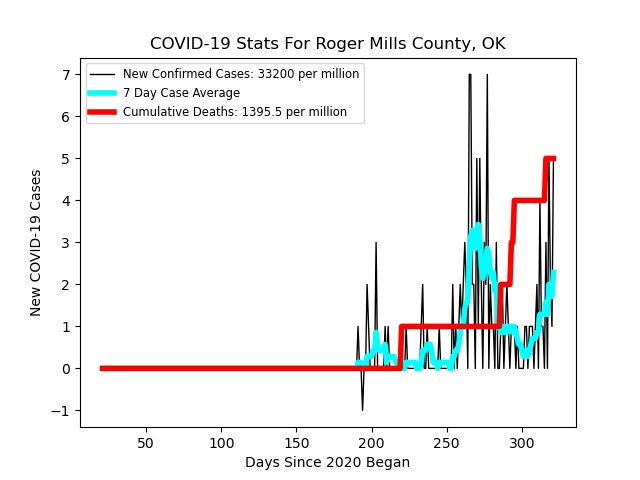 COVID-19 Stats For Roger Mills County, OK
New Confirmed Cases: 33200 per million
7 Day Case Average
Cumulative Deaths: 1395.5 per million
New COVID-19 Cases
7
6
5
4
3
2
1
0
−1
50 100 150 200 250 300
Days Since 2020 Began